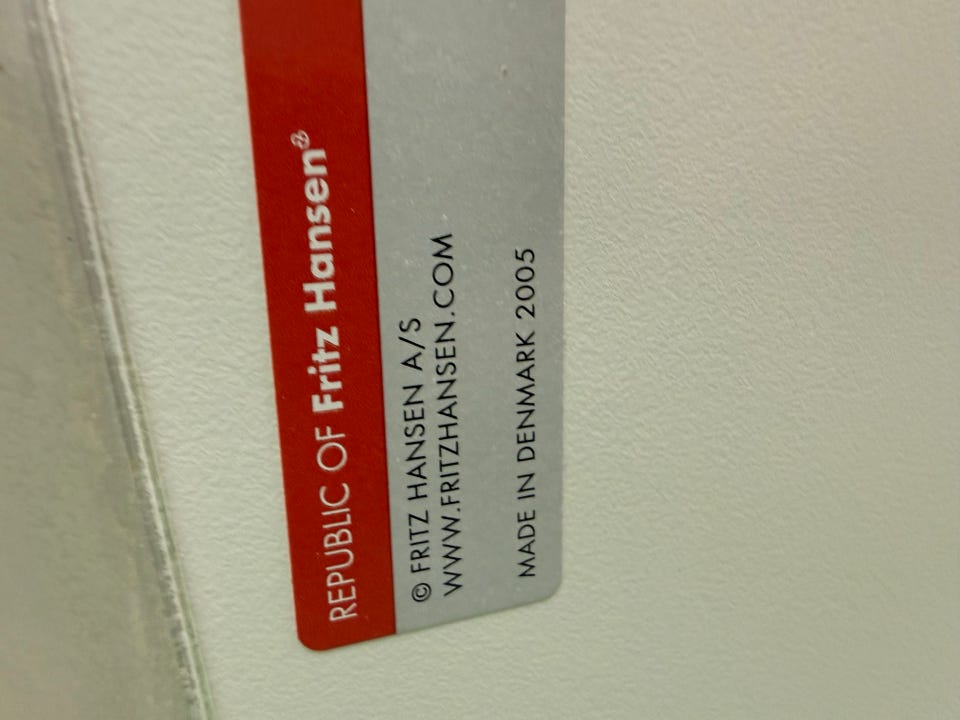 REPUBLIC OF Fritz Hansen®
© FRITZ HANSEN A/S
WWW.FRITZHANSEN.COM
MADE IN DENMARK 2005